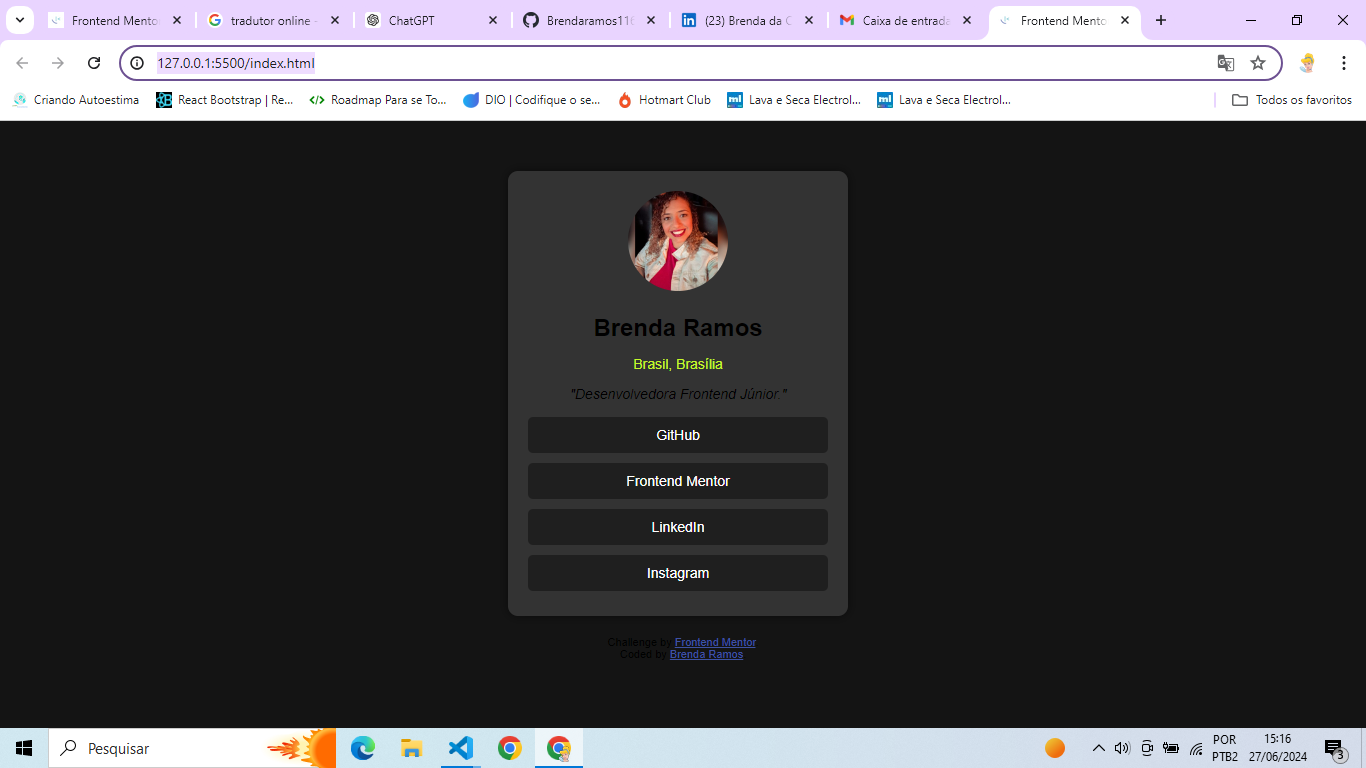 Frontend Mento
tradutor online -
ChatGPT
Brendaramos116
(23) Brenda da C
Caixa de entrada
Frontend Mento
127.0.0.1:5500/index.html
Criando Autoestima
React Bootstrap | Re...
Roadmap Para se To...
DIO | Codifique o se...
Hotmart Club
Lava e Seca Electrol...
Lava e Seca Electrol...
Todos os favoritos
Brenda Ramos
Brasil, Brasília
"Desenvolvedora Frontend Júnior."
GitHub
Frontend Mentor
LinkedIn
Instagram
Challenge by Frontend Mentor
Coded by Brenda Ramos
Pesquisar
POR
PTB2
15:16
27/06/2024
3